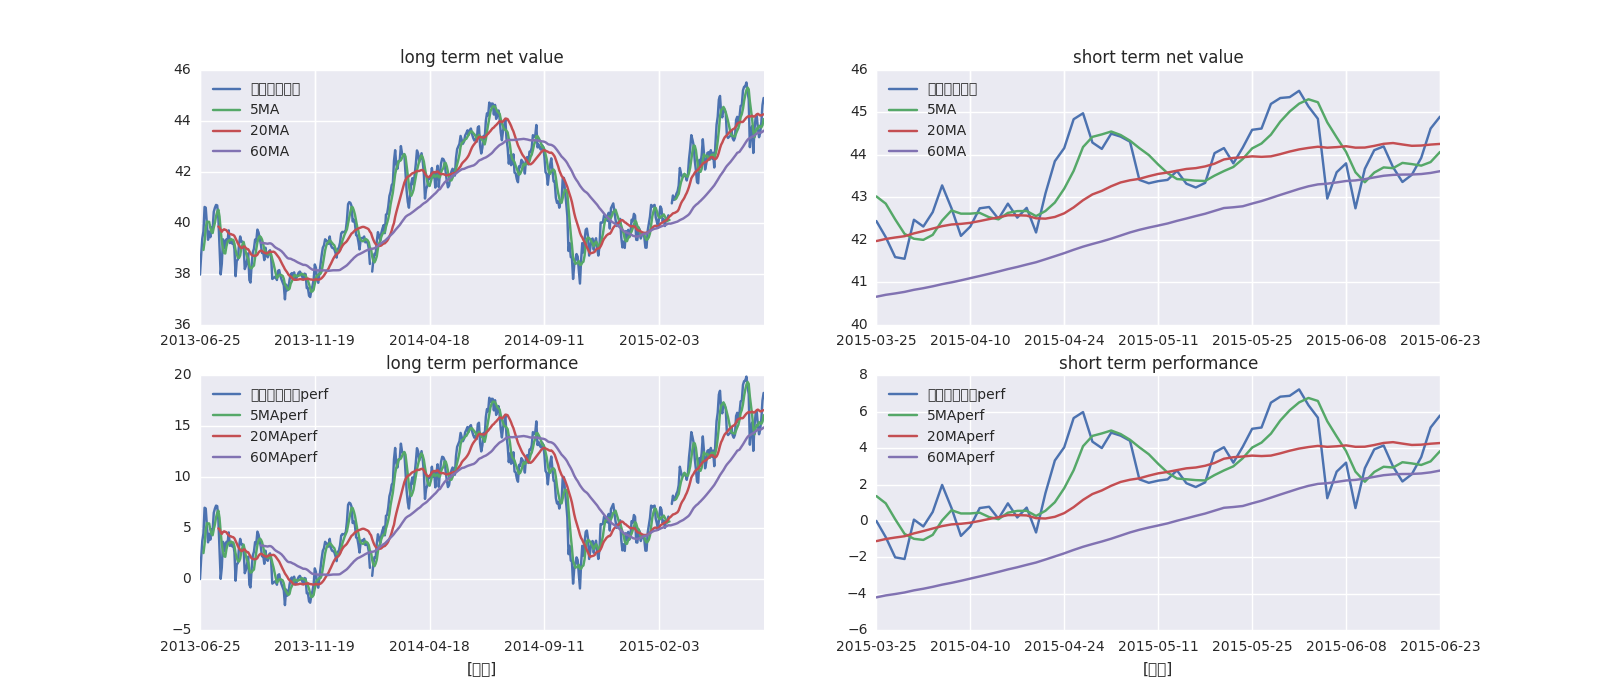 long term net value
46
44
42
40
38
36
5MA
20MA
60MA
2013-06-25 2013-11-19 2014-04-18 2014-09-11 2015-02-03
short term net value
46
45
44
43
42
41
40
5MA
20MA
60MA
2015-03-25 2015-04-10 2015-04-24 2015-05-11 2015-05-25 2015-06-08 2015-06-23
long term performance
20
15
10
5
0
−5
perf
5MAperf
20MAperf
60MAperf
2013-06-25 2013-11-19 2014-04-18 2014-09-11 2015-02-03
short term performance
8
6
4
2
0
−2
−4
−6
perf
5MAperf
20MAperf
60MAperf
2015-03-25 2015-04-10 2015-04-24 2015-05-11 2015-05-25 2015-06-08 2015-06-23